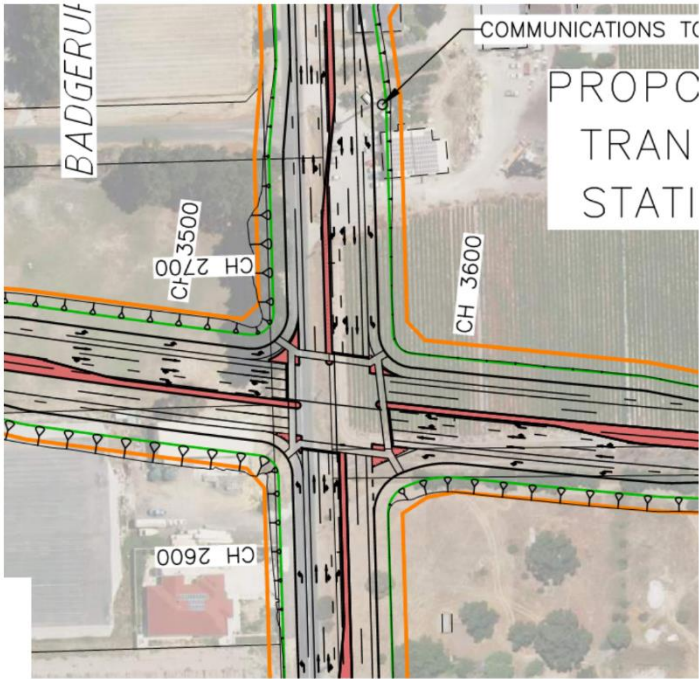 COMMUNICATIONS TO
BADGERUP
PROPO
TRAN
STATI
CH 3500
CH 2700
CH 3600
CH 2600